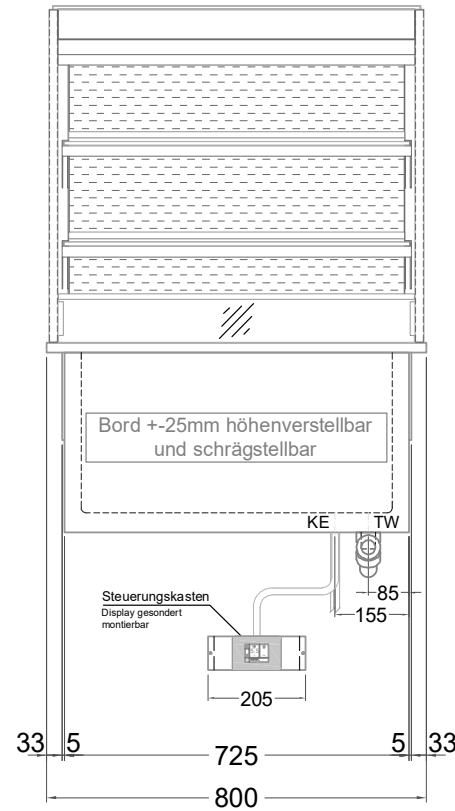 Bord +-25mm höhenverstellbar
und schrägstellbar
KE TW
85
155
Steuerungskasten
Display gesondert
montierbar
205
33 5 725 5 33
800